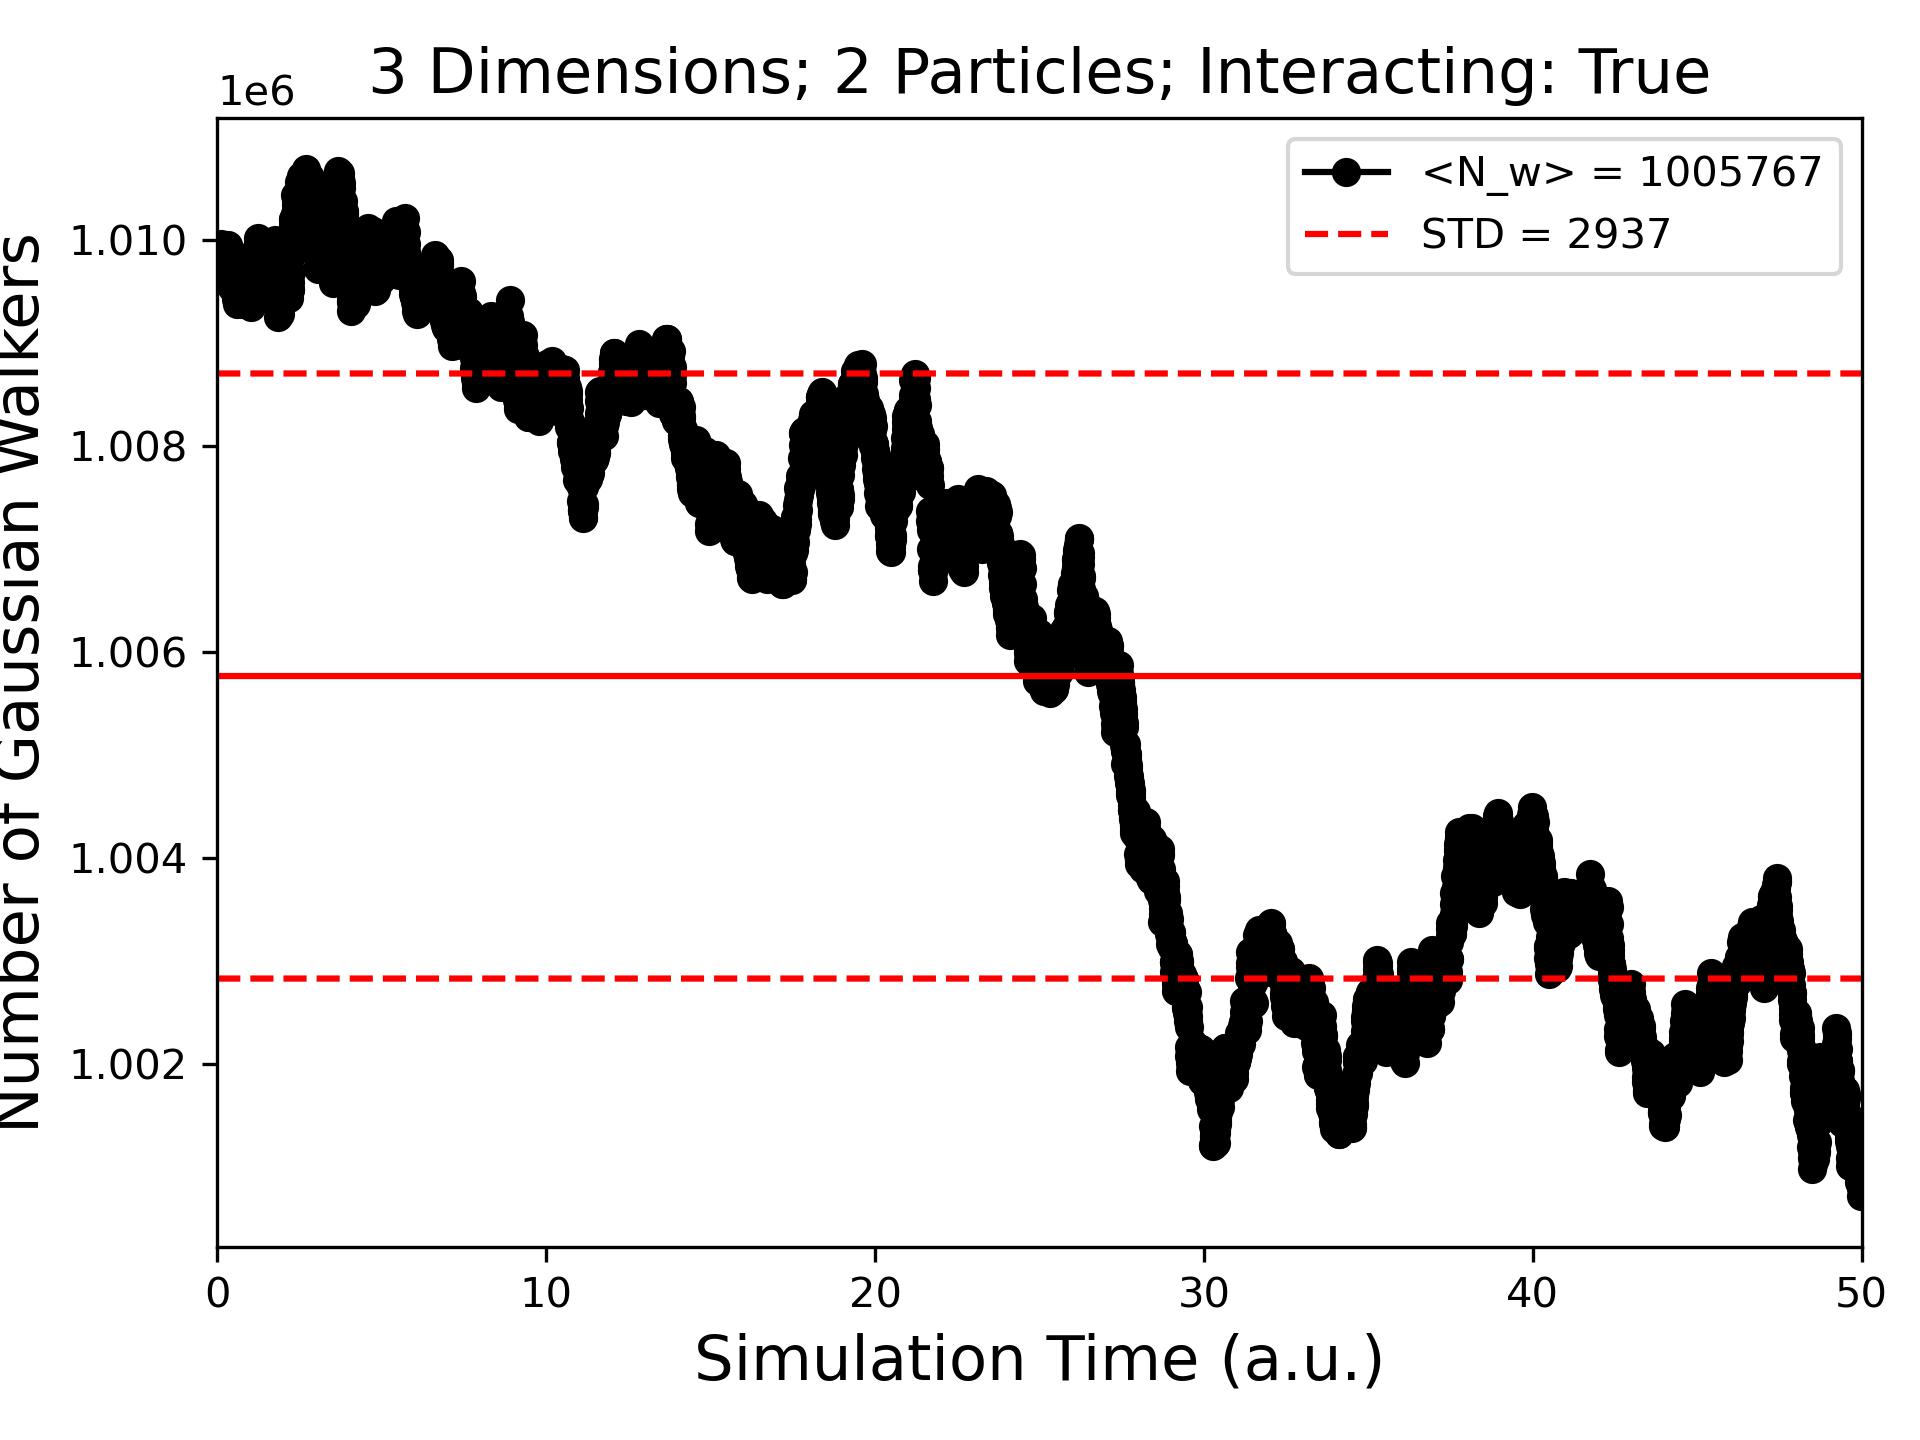 3 Dimensions; 2 Particles; Interacting: True
1e6
<N_w> = 1005767
STD = 2937
Number of Gaussian Walkers
1.010
1.008
1.006
1.004
1.002
0 10 20 30 40 50
Simulation Time (a.u.)